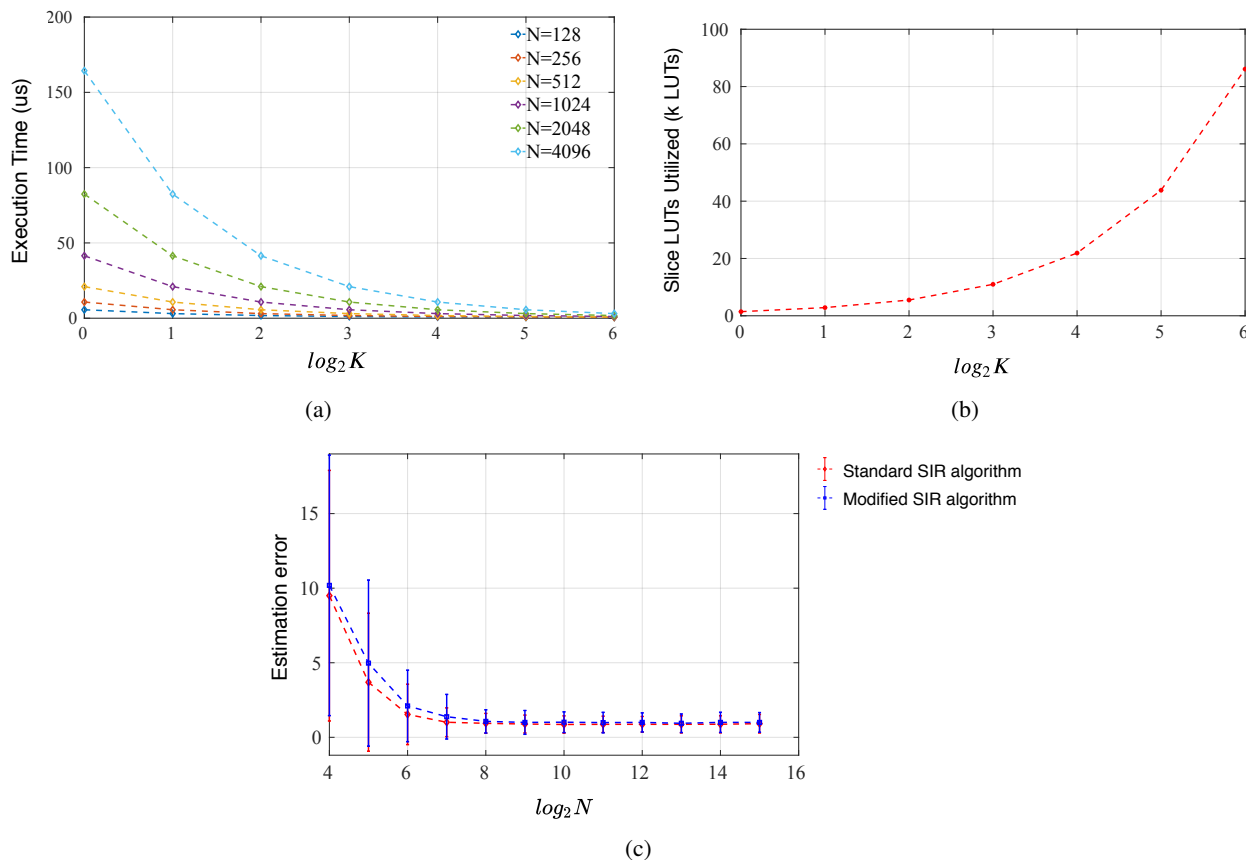 200
150
100
50
0
Execution Time (us)
N=128
N=256
N=512
N=1024
N=2048
N=4096
0 1 2 3 4 5 6
log₂K
(a)
100
80
60
40
20
0
Slice LUTs Utilized (k LUTs)
0 1 2 3 4 5 6
log₂K
(b)
15
10
5
0
Estimation error
Standard SIR algorithm
Modified SIR algorithm
4 6 8 10 12 14 16
log₂N
(c)